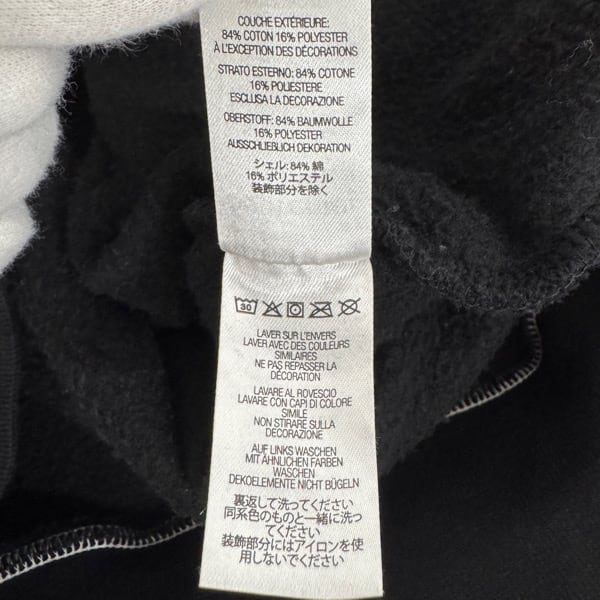 COUCHE EXTÉRIEURE:
84% COTON 16% POLYESTER
À L'EXCEPTION DES DÉCORATIONS
STRATO ESTERNO: 84% COTONE
16% POLIESTERE
ESCLUSA LA DECORAZIONE
OBERSTOFF: 84% BAUMWOLLE
16% POLYESTER
AUSSCHLIEBLICH DEKORATION
シェル: 84% 綿
16% ポリエステル
装飾部分を除く
30
LAVER SUR L'ENVERS
LAVER AVEC DES COULEURS
SIMILAIRES
NE PAS REPASSER LA
DÉCORATION
LAVARE AL ROVESCIO
LAVARE CON CAPI DI COLORE
SIMILE
NON STIRARE SULLA
DECORAZIONE
AUF LINKS WASCHEN
MIT ÄHNLICHEN FARBEN
WASCHEN
DEKOELEMENTE NICHT BÜGELN
裏返して洗ってください
同系色のものと一緒に洗っ
てください
装飾部分にはアイロンを使
用しないでください